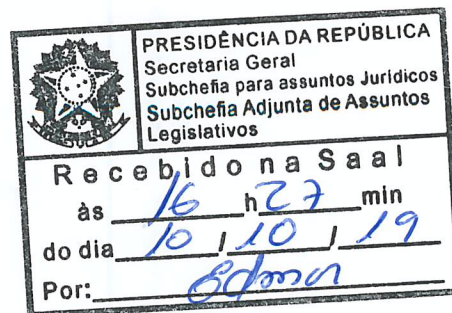 PRESIDÊNCIA DA REPÚBLICA
Secretaria Geral
Subchefia para assuntos Jurídicos
Subchefia Adjunta de Assuntos
Legislativos
Recebido na Saal
às 16 h 27 min
do dia 10 / 10 / 19
Por: